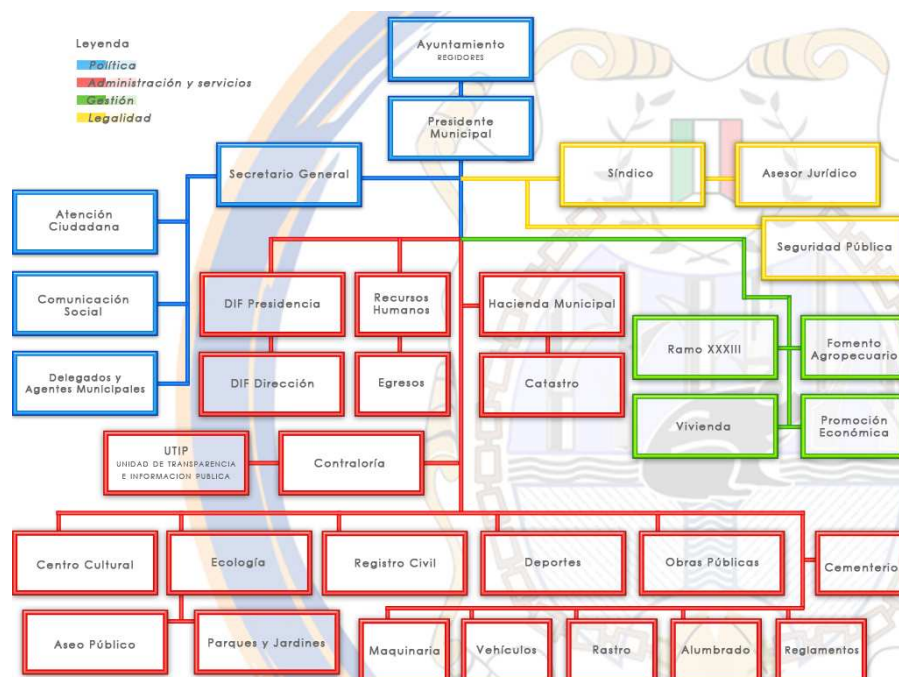 Leyenda
Política
Administración y servicios
Gestión
Legalidad
Ayuntamiento
REGIDORES
Presidente
Municipal
Secretario General
Síndico
Asesor Jurídico
Atención
Ciudadana
Seguridad Pública
Comunicación
Social
DIF Presidencia
Recursos
Humanos
Hacienda Municipal
Ramo XXXIII
Fomento
Agropecuario
Delegados y
Agentes Municipales
DIF Dirección
Egresos
Catastro
Vivienda
Promoción
Económica
UTIP
UNIDAD DE TRANSPARENCIA
E INFORMACION PUBLICA
Contraloría
Centro Cultural
Ecología
Registro Civil
Deportes
Obras Públicas
Cementerio
Aseo Público
Parques y Jardines
Maquinaria
Vehículos
Rastro
Alumbrado
Reglamentos